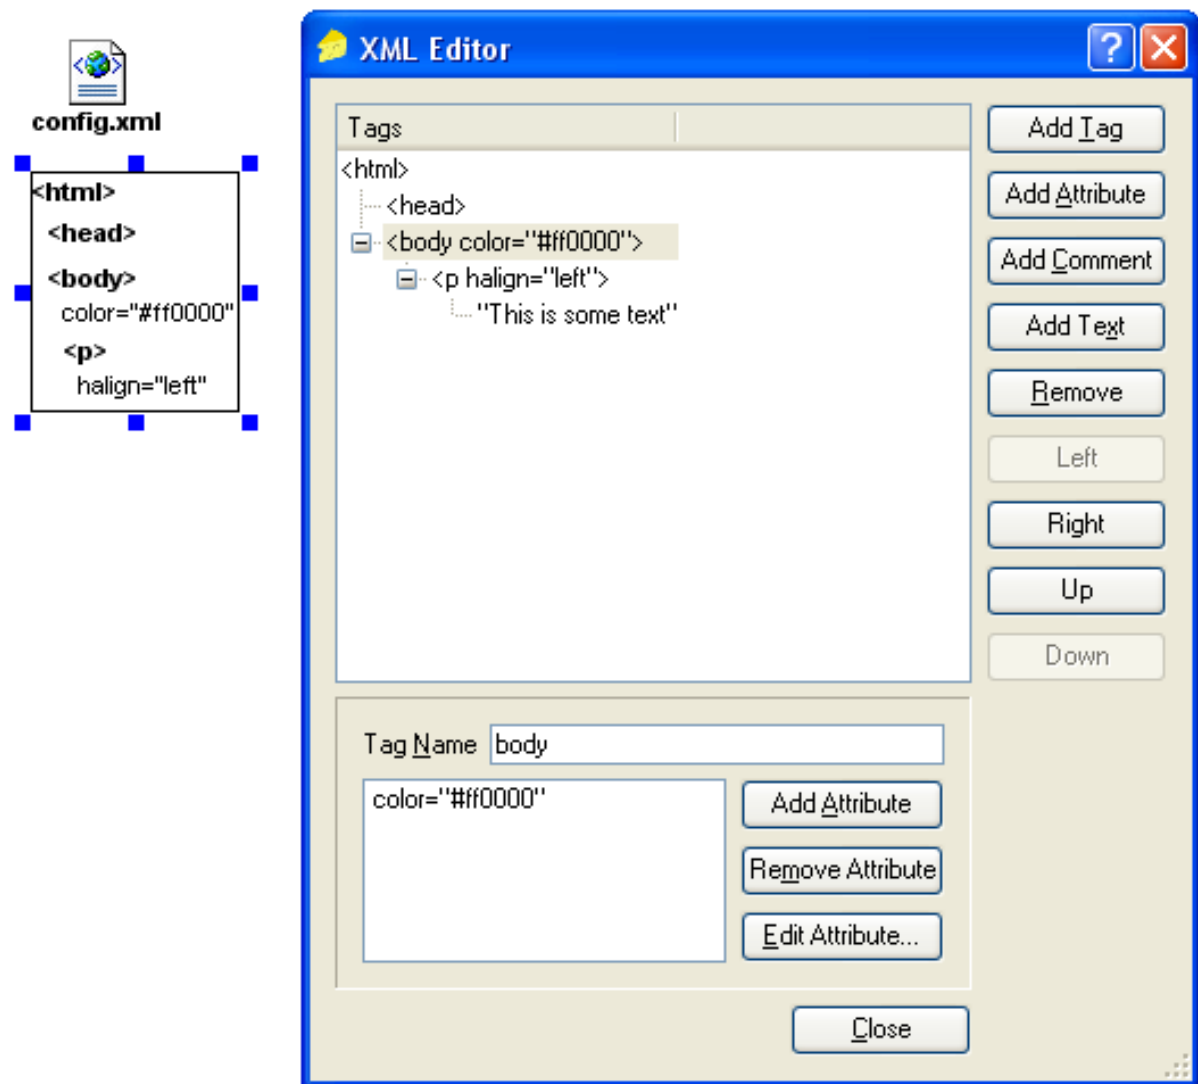 config.xml
<html>
<head>
<body>
color="#ff0000"
<p>
halign="left"
XML Editor
Tags
<html>
<head>
<body color="#ff0000">
<p halign="left">
"This is some text"
Add Tag
Add Attribute
Add Comment
Add Text
Remove
Left
Right
Up
Down
Tag Name body
color="#ff0000"
Add Attribute
Remove Attribute
Edit Attribute...
Close